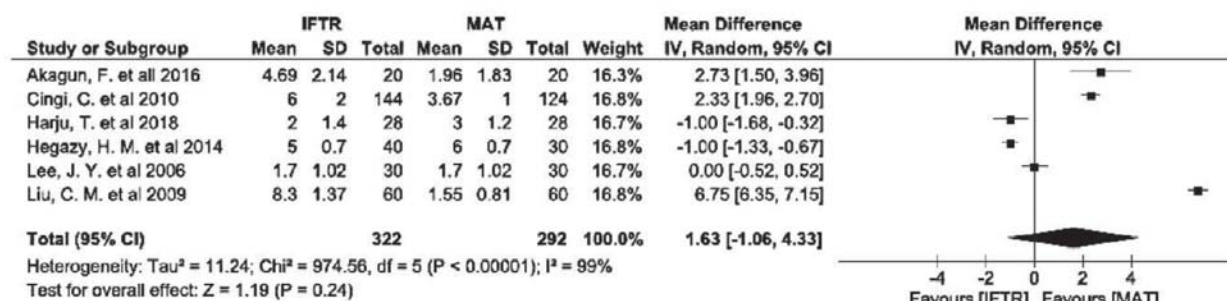 IFTR MAT Mean Difference Mean Difference
Study or Subgroup Mean SD Total Mean SD Total Weight IV, Random, 95% CI IV, Random, 95% CI
Akagun, F. et all 2016 4.69 2.14 20 1.96 1.83 20 16.3% 2.73 [1.50, 3.96]
Cingi, C. et al 2010 6 2 144 3.67 1 124 16.8% 2.33 [1.96, 2.70]
Harju, T. et al 2018 2 1.4 28 3 1.2 28 16.7% -1.00 [-1.68, -0.32]
Hegazy, H. M. et al 2014 5 0.7 40 6 0.7 30 16.8% -1.00 [-1.33, -0.67]
Lee, J. Y. et al 2006 1.7 1.02 30 1.7 1.02 30 16.7% 0.00 [-0.52, 0.52]
Liu, C. M. et al 2009 8.3 1.37 60 1.55 0.81 60 16.8% 6.75 [6.35, 7.15]
Total (95% CI) 322 292 100.0% 1.63 [-1.06, 4.33]
Heterogeneity: Tau² = 11.24; Chi² = 974.56, df = 5 (P < 0.00001); I² = 99%
Test for overall effect: Z = 1.19 (P = 0.24)
-4 -2 0 2 4
Favours [IFTR] Favours [MAT]